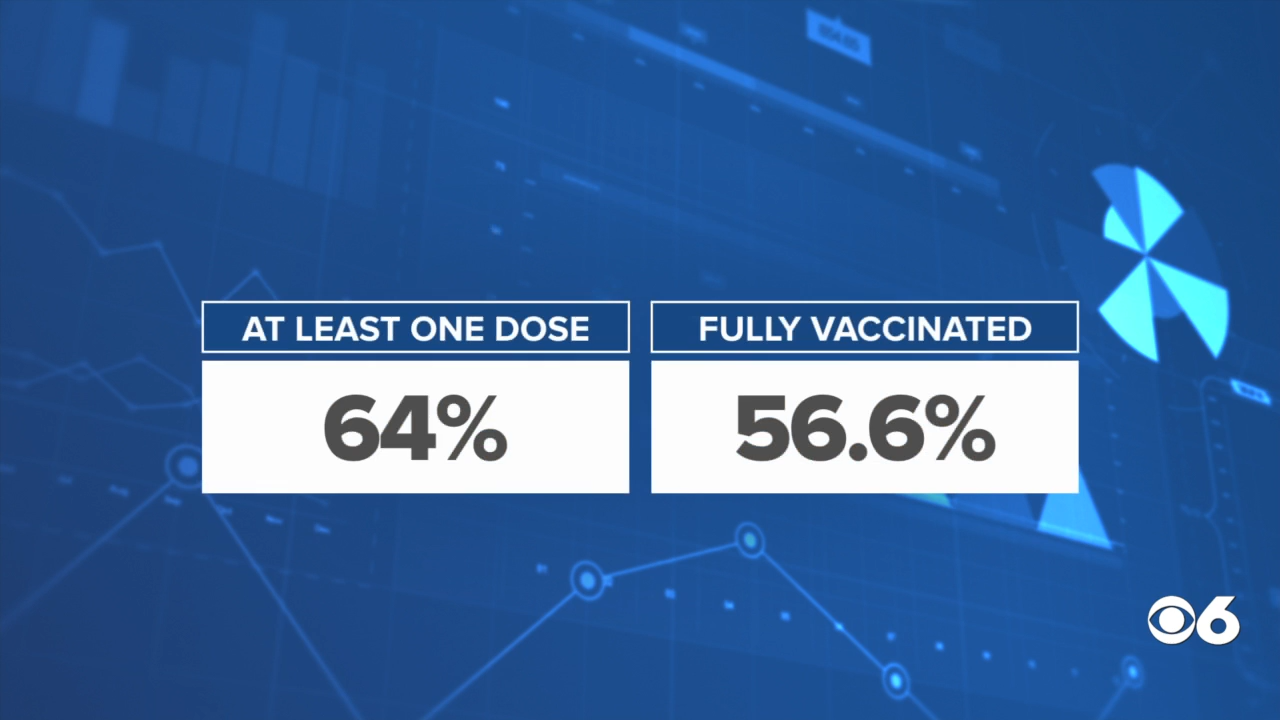 AT LEAST ONE DOSE
FULLY VACCINATED
64%
56.6%
6